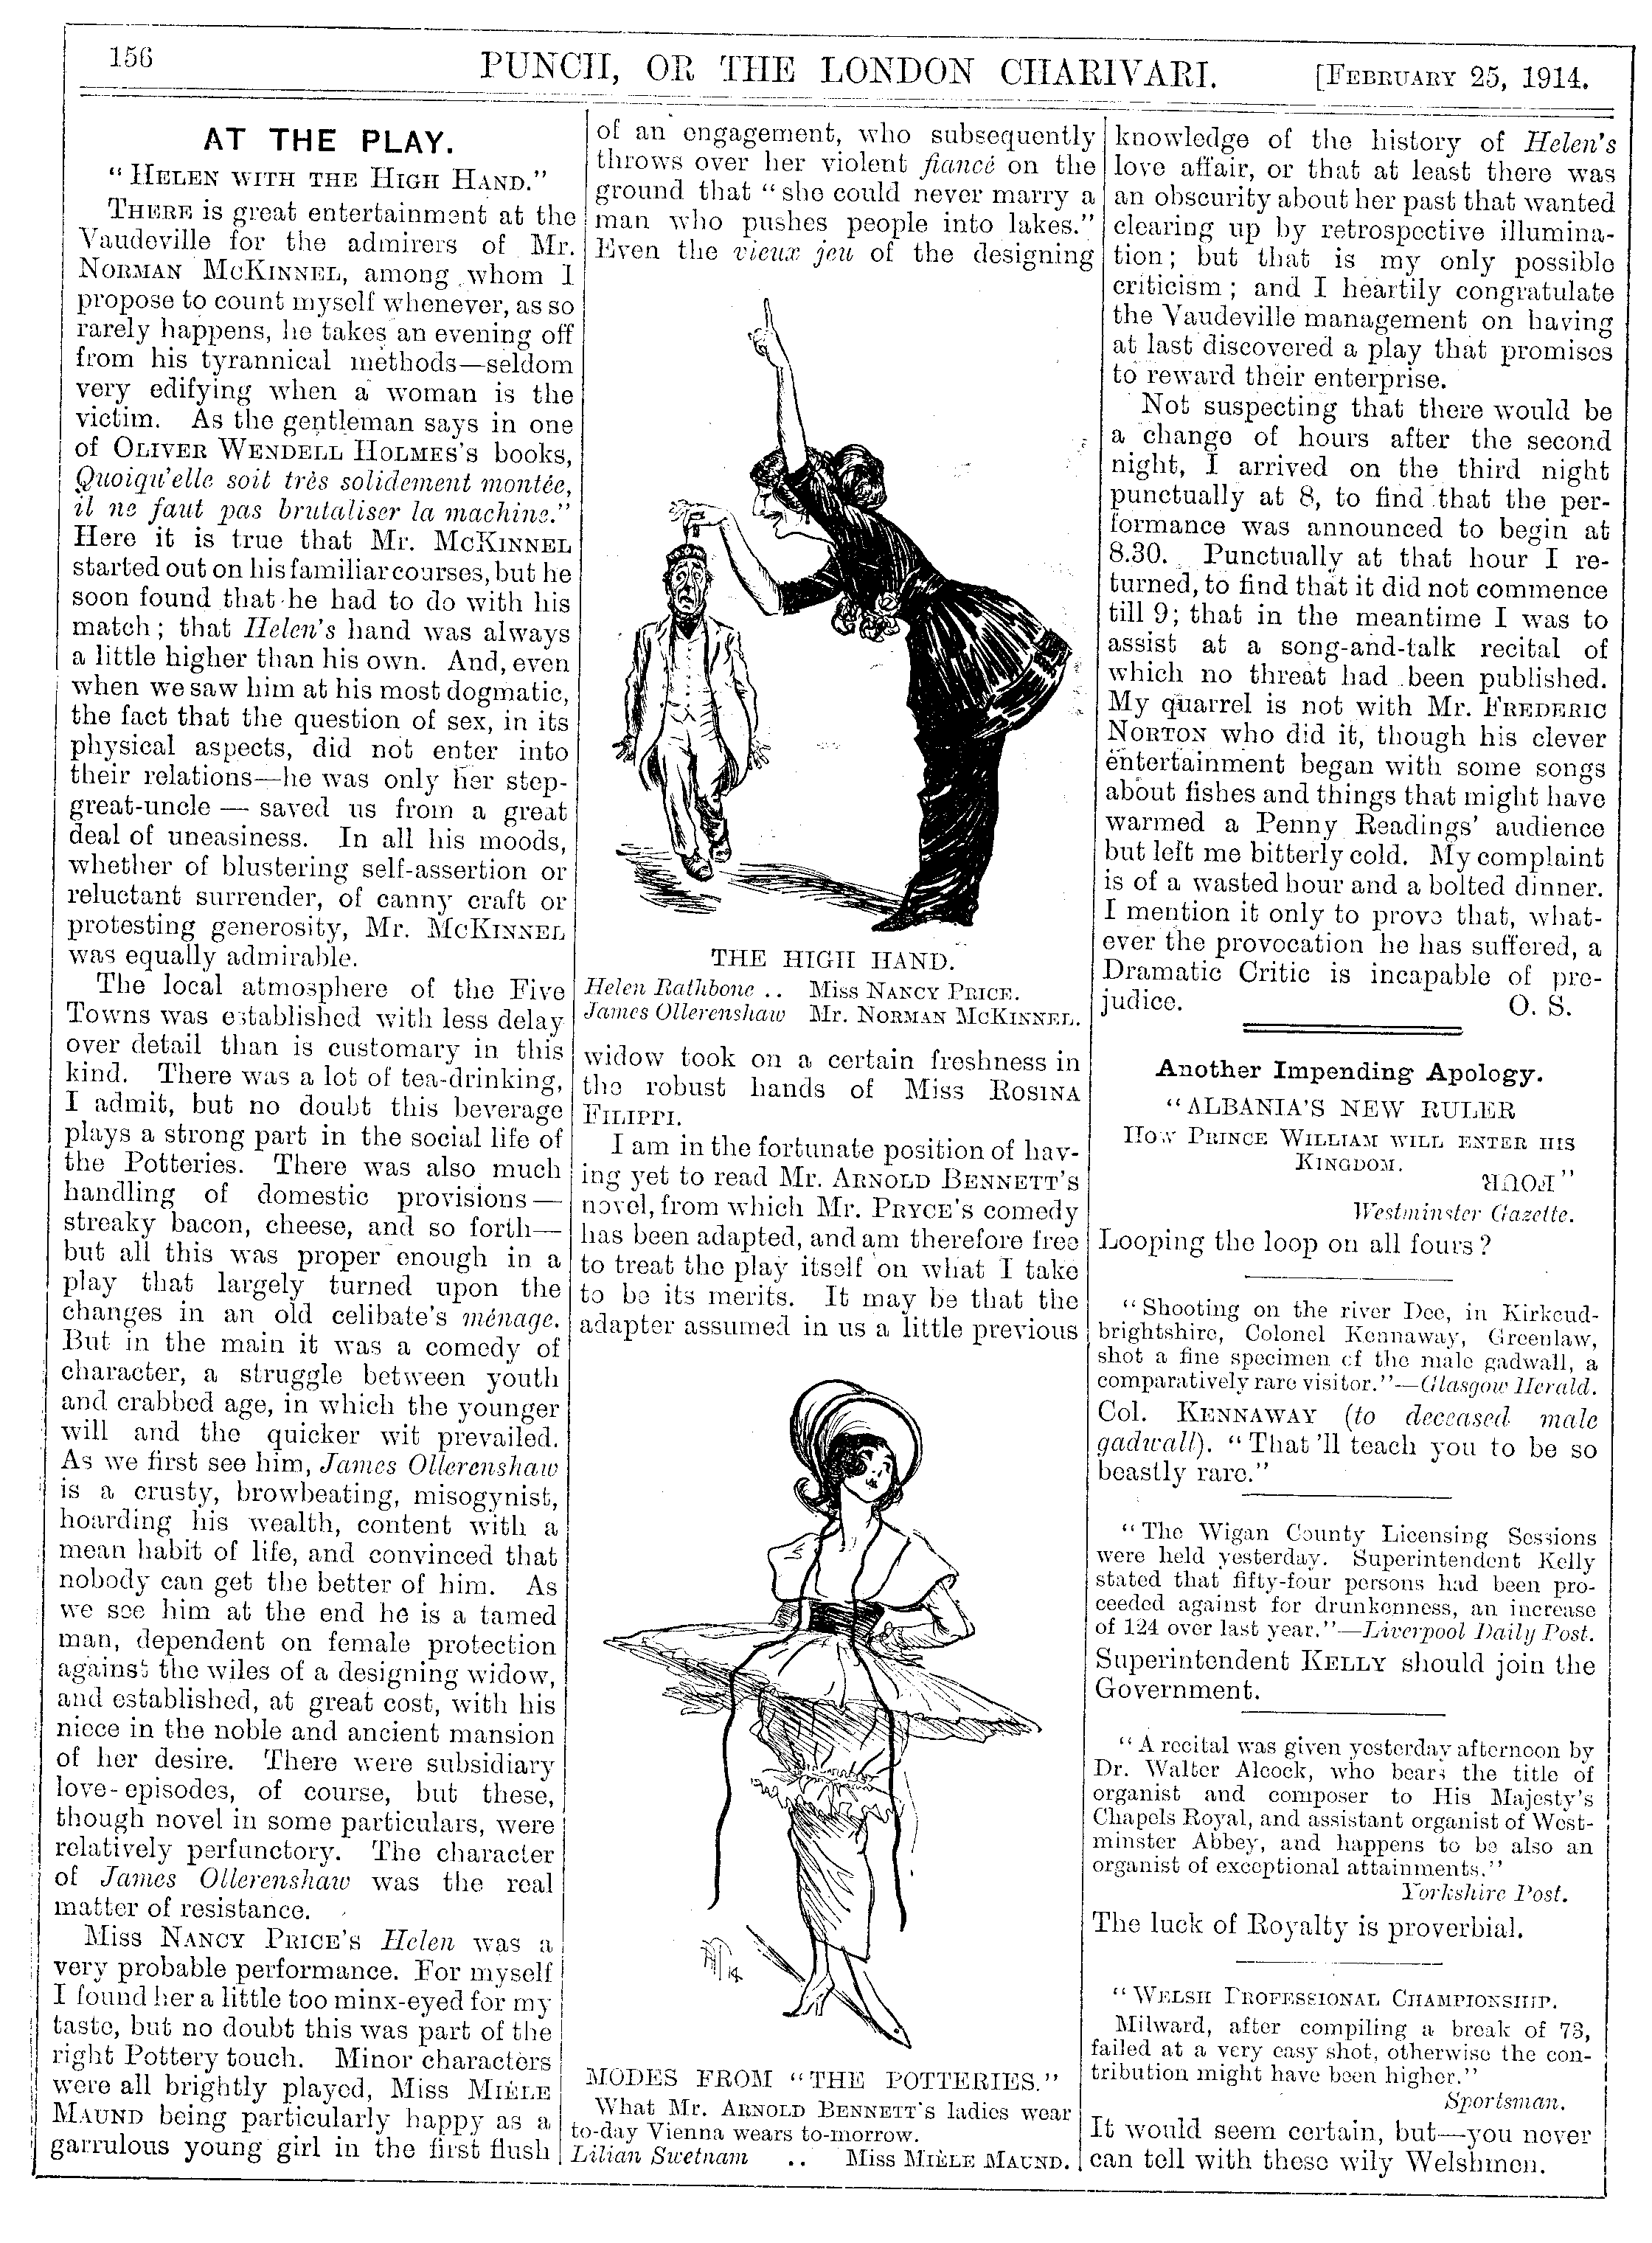 156
PUNCH, OR THE LONDON CHARIVARI.
[FEBRUARY 25, 1914.
AT THE PLAY.
"HELEN WITH THE HIGH HAND."
THERE is great entertainment at the
Vaudeville for the admirers of Mr.
NORMAN MCKINNEL, among whom I
propose to count myself whenever, as so
rarely happens, he takes an evening off
from his tyrannical methods—seldom
very edifying when a woman is the
victim. As the gentleman says in one
of OLIVER WENDELL HOLMES'S books,
Quoiqu'elle soit très solidement montée,
il ne faut pas brutaliser la machine."
Here it is true that Mr. MCKINNEL
started out on his familiar courses, but he
soon found that he had to do with his
match; that Helen's hand was always
a little higher than his own. And, even
when we saw him at his most dogmatic,
the fact that the question of sex, in its
physical aspects, did not enter into
their relations—he was only her step-
great-uncle — saved us from a great
deal of uneasiness. In all his moods,
whether of blustering self-assertion or
reluctant surrender, of canny craft or
protesting generosity, Mr. MCKINNEL
was equally admirable.
The local atmosphere of the Five
Towns was established with less delay
over detail than is customary in this
kind. There was a lot of tea-drinking,
I admit, but no doubt this beverage
plays a strong part in the social life of
the Potteries. There was also much
handling of domestic provisions—
streaky bacon, cheese, and so forth—
but all this was proper enough in a
play that largely turned upon the
changes in an old celibate's ménage.
But in the main it was a comedy of
character, a struggle between youth
and crabbed age, in which the younger
will and the quicker wit prevailed.
As we first see him, James Ollerenshaw
is a crusty, browbeating, misogynist,
hoarding his wealth, content with a
mean habit of life, and convinced that
nobody can get the better of him. As
we see him at the end he is a tamed
man, dependent on female protection
against the wiles of a designing widow,
and established, at great cost, with his
niece in the noble and ancient mansion
of her desire. There were subsidiary
love-episodes, of course, but these,
though novel in some particulars, were
relatively perfunctory. The character
of James Ollerenshaw was the real
matter of resistance.
Miss NANCY PRICE'S Helen was a
very probable performance. For myself
I found her a little too minx-eyed for my
taste, but no doubt this was part of the
right Pottery touch. Minor characters
were all brightly played, Miss MIÈLE
MAUND being particularly happy as a
garrulous young girl in the first flush
of an engagement, who subsequently
throws over her violent fiancé on the
ground that "she could never marry a
man who pushes people into lakes."
Even the vieux jeu of the designing
THE HIGH HAND.
Helen Rathbone .. Miss NANCY PRICE.
James Ollerenshaw Mr. NORMAN MCKINNEL.
widow took on a certain freshness in
the robust hands of Miss ROSINA
FILIPPI.
I am in the fortunate position of hav-
ing yet to read Mr. ARNOLD BENNETT'S
novel, from which Mr. PRYCE'S comedy
has been adapted, and am therefore free
to treat the play itself on what I take
to be its merits. It may be that the
adapter assumed in us a little previous
14
MODES FROM "THE POTTERIES."
What Mr. ARNOLD BENNETT'S ladies wear
to-day Vienna wears to-morrow.
Lilian Swetnam .. Miss MIÈLE MAUND.
knowledge of the history of Helen's
love affair, or that at least there was
an obscurity about her past that wanted
clearing up by retrospective illumina-
tion; but that is my only possible
criticism; and I heartily congratulate
the Vaudeville management on having
at last discovered a play that promises
to reward their enterprise.
Not suspecting that there would be
a change of hours after the second
night, I arrived on the third night
punctually at 8, to find that the per-
formance was announced to begin at
8.30. Punctually at that hour I re-
turned, to find that it did not commence
till 9; that in the meantime I was to
assist at a song-and-talk recital of
which no threat had been published.
My quarrel is not with Mr. FREDERIC
NORTON who did it, though his clever
entertainment began with some songs
about fishes and things that might have
warmed a Penny Readings' audience
but left me bitterly cold. My complaint
is of a wasted hour and a bolted dinner.
I mention it only to prove that, what-
ever the provocation he has suffered, a
Dramatic Critic is incapable of pre-
judice. O. S.
Another Impending Apology.
"ALBANIA'S NEW RULER
HOW PRINCE WILLIAM WILL ENTER HIS
KINGDOM.
FOUR"
Westminster Gazette.
Looping the loop on all fours?
"Shooting on the river Dee, in Kirkcud-
brightshire, Colonel Kennaway, Greenlaw,
shot a fine specimen of the male gadwall, a
comparatively rare visitor."—Glasgow Herald.
Col. KENNAWAY (to deceased male
gadwall). "That'll teach you to be so
beastly rare."
"The Wigan County Licensing Sessions
were held yesterday. Superintendent Kelly
stated that fifty-four persons had been pro-
ceeded against for drunkenness, an increase
of 124 over last year."—Liverpool Daily Post.
Superintendent KELLY should join the
Government.
"A recital was given yesterday afternoon by
Dr. Walter Alcock, who bears the title of
organist and composer to His Majesty's
Chapels Royal, and assistant organist of West-
minster Abbey, and happens to be also an
organist of exceptional attainments."
Yorkshire Post.
The luck of Royalty is proverbial.
"WELSH PROFESSIONAL CHAMPIONSHIP.
Milward, after compiling a break of 73,
failed at a very easy shot, otherwise the con-
tribution might have been higher."
Sportsman.
It would seem certain, but—you never
can tell with these wily Welshmen.